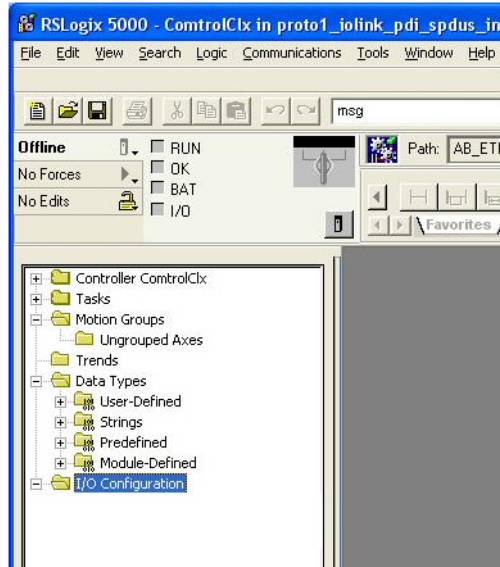 RSLogix 5000 - ComtrolClx in proto1_iolink_pdi_spdus_in
File Edit View Search Logic Communications Tools Window Help
msg
Offline
RUN
Path: AB_ETH
No Forces
OK
No Edits
BAT
I/O
Favorites
Controller ComtrolClx
Tasks
Motion Groups
Ungrouped Axes
Trends
Data Types
User-Defined
Strings
Predefined
Module-Defined
I/O Configuration